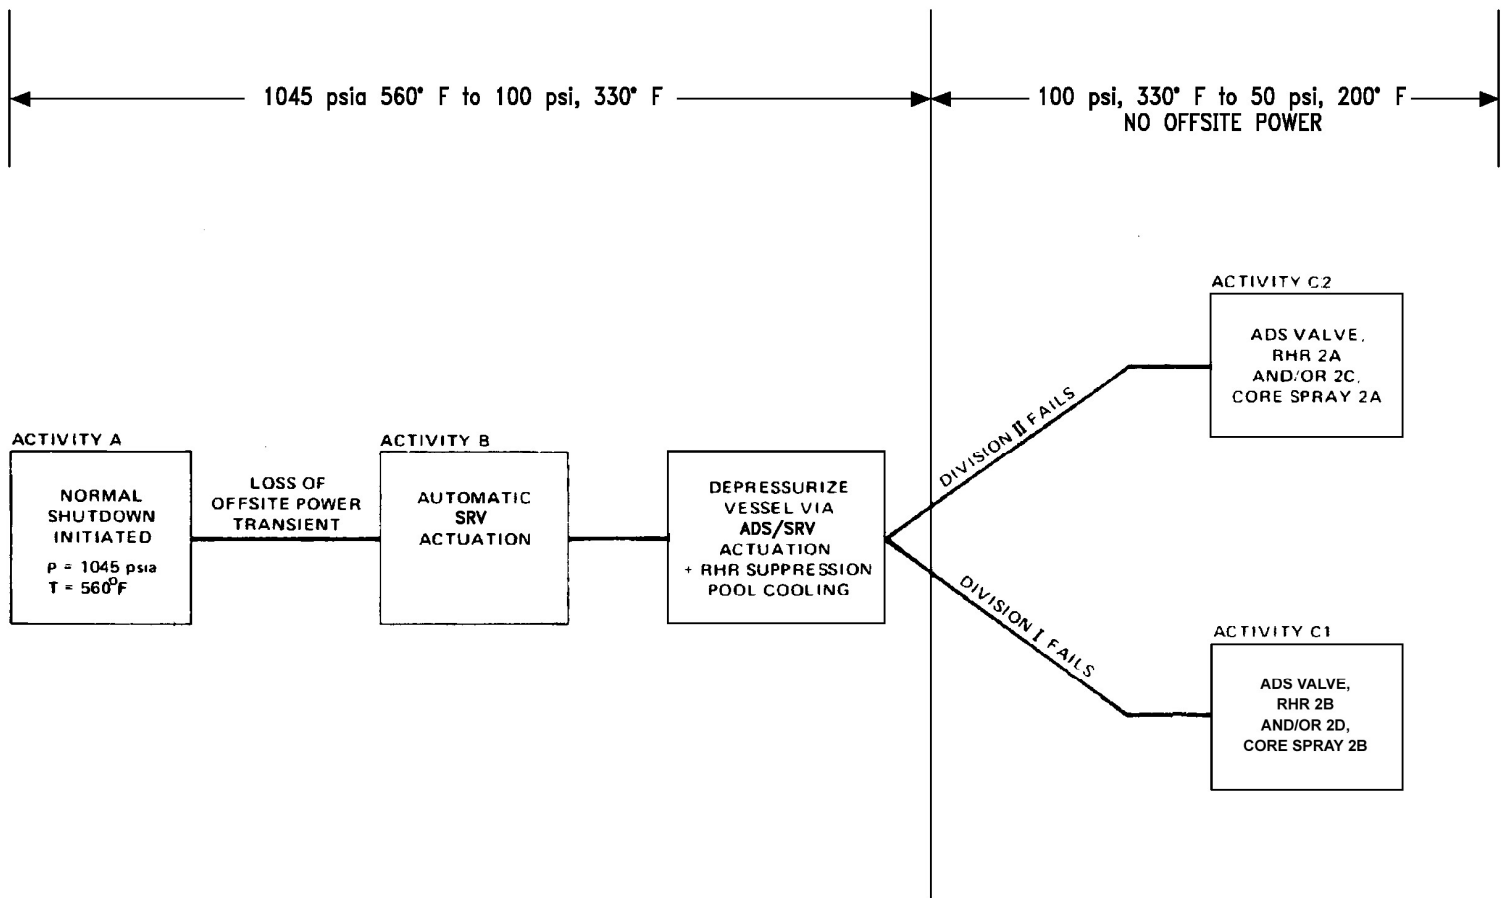 1045 psia 560° F to 100 psi, 330° F
100 psi, 330° F to 50 psi, 200° F
NO OFFSITE POWER
ACTIVITY A
NORMAL
SHUTDOWN
INITIATED
P = 1045 psia
T = 560°F
LOSS OF
OFFSITE POWER
TRANSIENT
ACTIVITY B
AUTOMATIC
SRV
ACTUATION
DEPRESSURIZE
VESSEL VIA
ADS/SRV
ACTUATION
+ RHR SUPPRESSION
POOL COOLING
DIVISION II FAILS
ACTIVITY C2
ADS VALVE,
RHR 2A
AND/OR 2C,
CORE SPRAY 2A
DIVISION I FAILS
ACTIVITY C1
ADS VALVE,
RHR 2B
AND/OR 2D,
CORE SPRAY 2B